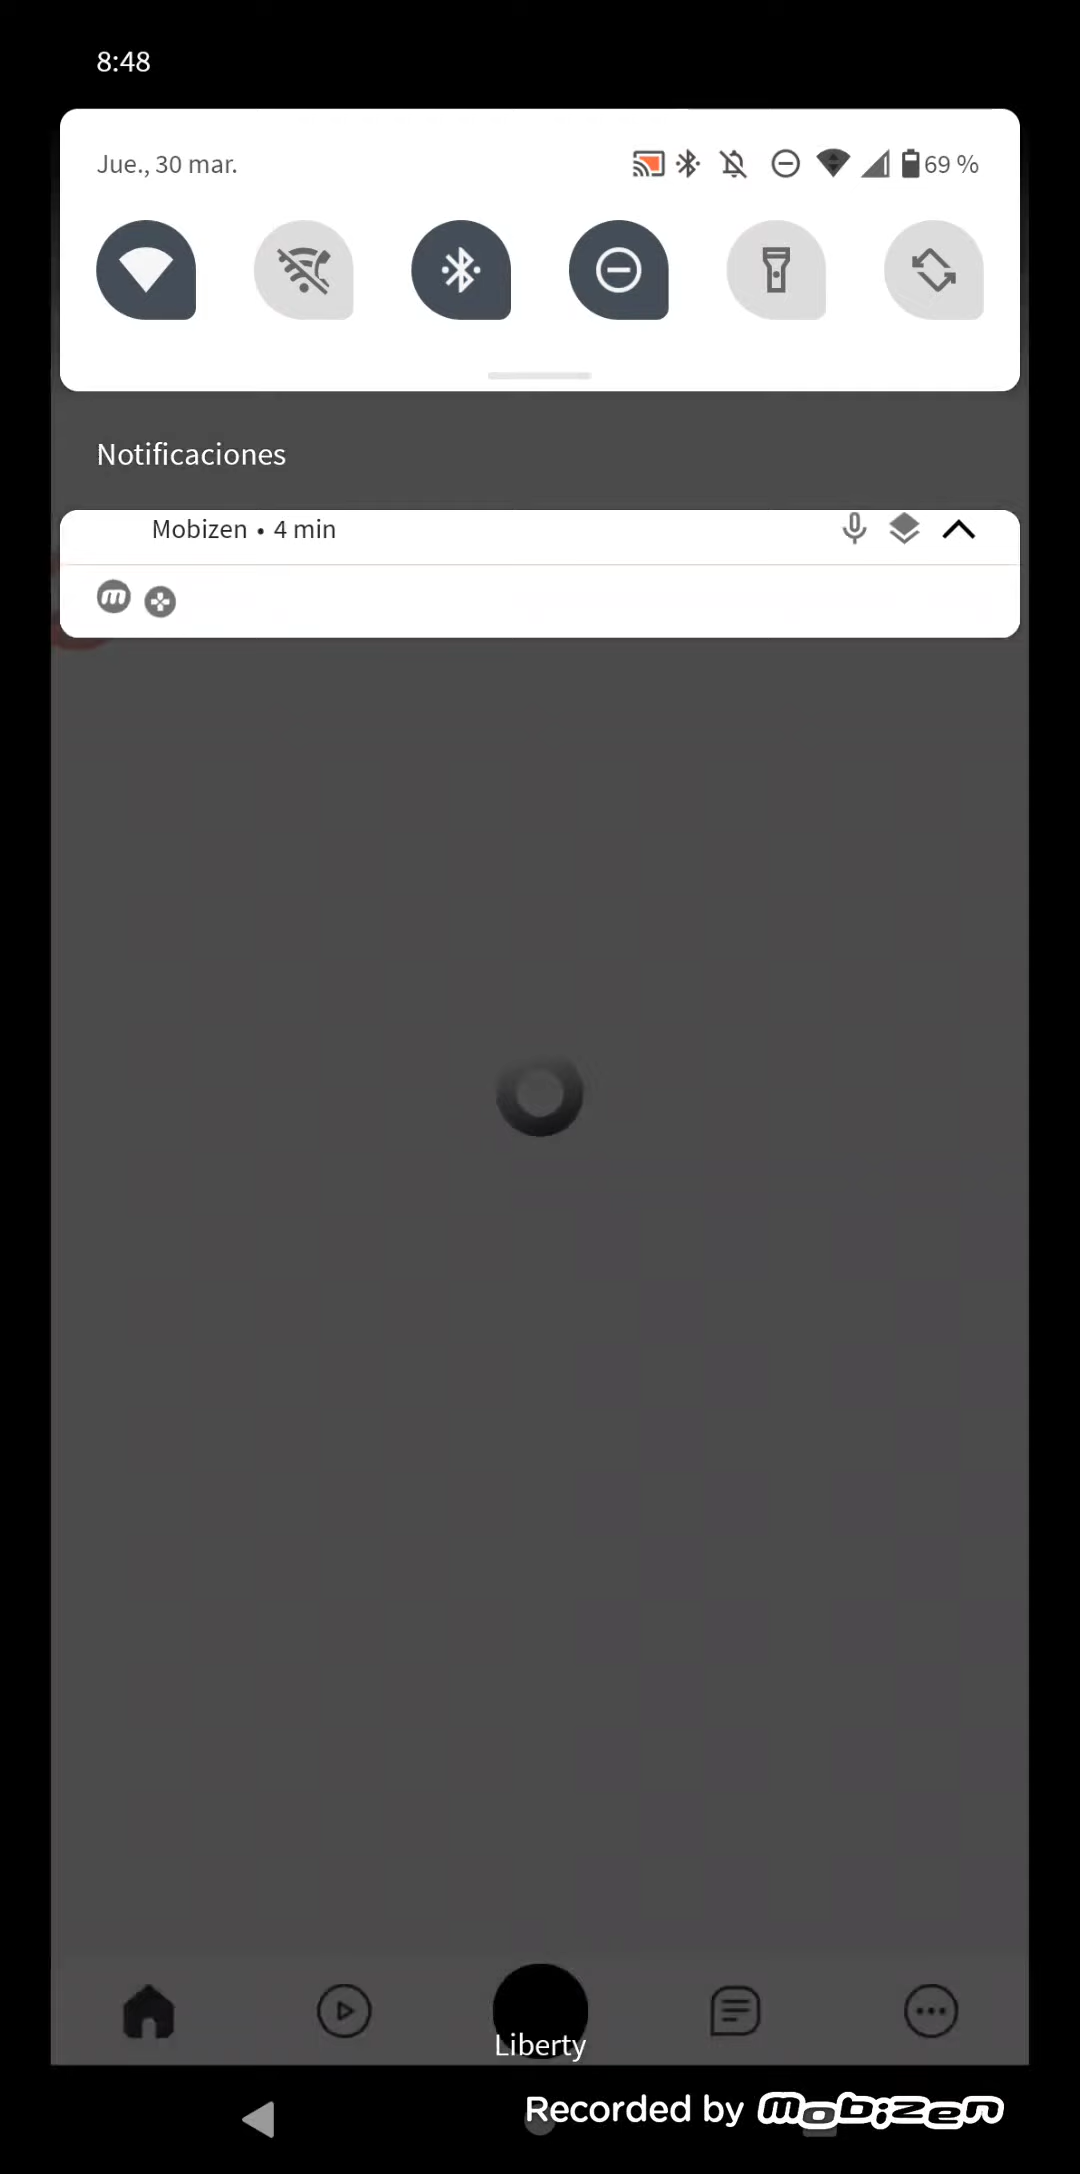 8:48
Jue., 30 mar.
69 %
Notificaciones
Mobizen • 4 min
Liberty
Recorded by mobizen